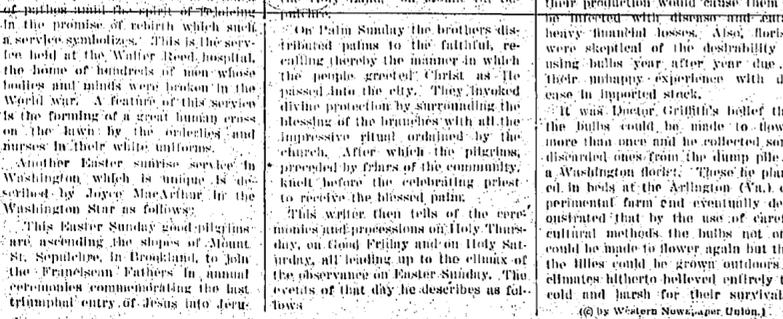 of pathos amid the spirit of rejoicing
in the promise of rebirth which such
a service symbolizes. This is the serv-
ice held at the Walter Reed hospital,
the home of hundreds of men whose
bodies and minds were broken in the
World war. A feature of this service
is the forming of a great human cross
on the lawn by the orderlies and
nurses in their white uniforms.
Another Easter sunrise service in
Washington which is unique is de-
scribed by Joyce MacArthur in the
Washington Star as follows:
This Easter Sunday good pilgrims
are ascending the slopes of Mount
St. Sepulchre, in Brookland, to join
the Franciscan Fathers in annual
ceremonies commemorating the last
triumphal entry of Jesus into Jeru-
On Palm Sunday the brothers dis-
tributed palms to the faithful, re-
calling thereby the manner in which
the people greeted Christ as He
passed into the city. They invoked
divine protection by surrounding the
blessing of the branches with all the
impressive ritual ordained by the
church. After which the pilgrims,
preceded by friars of the community,
knelt before the celebrating priest
to receive the blessed palm.
This writer then tells of the cere-
monies and processions on Holy Thurs-
day, on Good Friday and on Holy Sat-
urday, all leading up to the climax of
the observance on Easter Sunday. The
events of that day he describes as fol-
lows
their production would cause them
be infected with disease and
heavy financial losses. Also, floris
were skeptical of the desirability
using bulbs year after year due
their unhappy experience with d
ease in imported stock.
It was Doctor Griffith's belief th
the bulbs could be made to flow
more than once and he collected so
discarded ones from the dump pile
a Washington florist. These he plan
ed in beds at the Arlington (Va.) e
perimental farm and eventually de
onstrated that by the use of care
cultural methods the bulbs not on
could be made to flower again but th
the lilies could be grown outdoors
climates hitherto believed entirely t
cold and harsh for their survival
(© by Western Newspaper Union.)